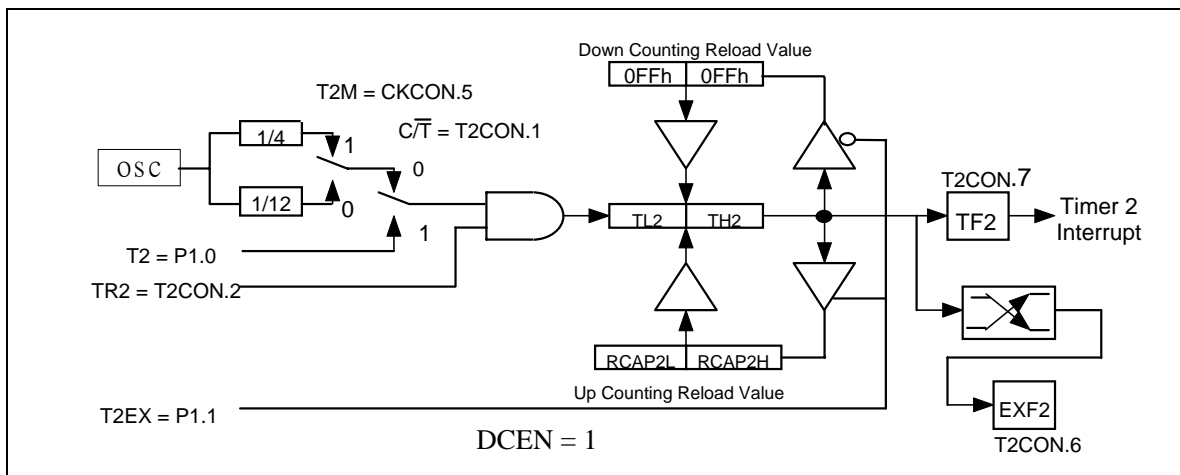 Down Counting Reload Value
0FFh 0FFh
T2M = CKCON.5
C/T̅ = T2CON.1
1/4
1
OSC
0
1/12
0
1
T2CON.7
TL2 TH2
TF2
Timer 2
Interrupt
T2 = P1.0
TR2 = T2CON.2
RCAP2L RCAP2H
Up Counting Reload Value
T2EX = P1.1
EXF2
T2CON.6
DCEN = 1